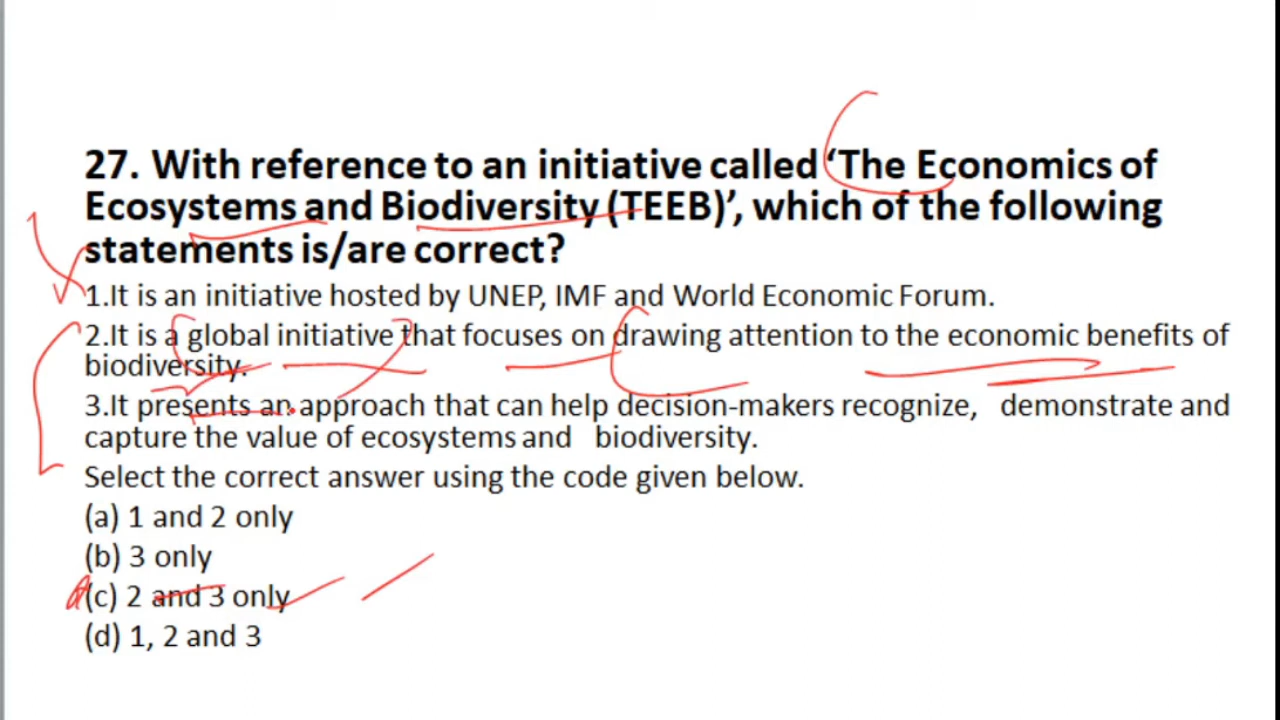 27. With reference to an initiative called ‘The Economics of
Ecosystems and Biodiversity (TEEB)’, which of the following
statements is/are correct?
1.It is an initiative hosted by UNEP, IMF and World Economic Forum.
2.It is a global initiative that focuses on drawing attention to the economic benefits of
biodiversity.
3.It presents an approach that can help decision-makers recognize, demonstrate and
capture the value of ecosystems and biodiversity.
Select the correct answer using the code given below.
(a) 1 and 2 only
(b) 3 only
(c) 2 and 3 only
(d) 1, 2 and 3